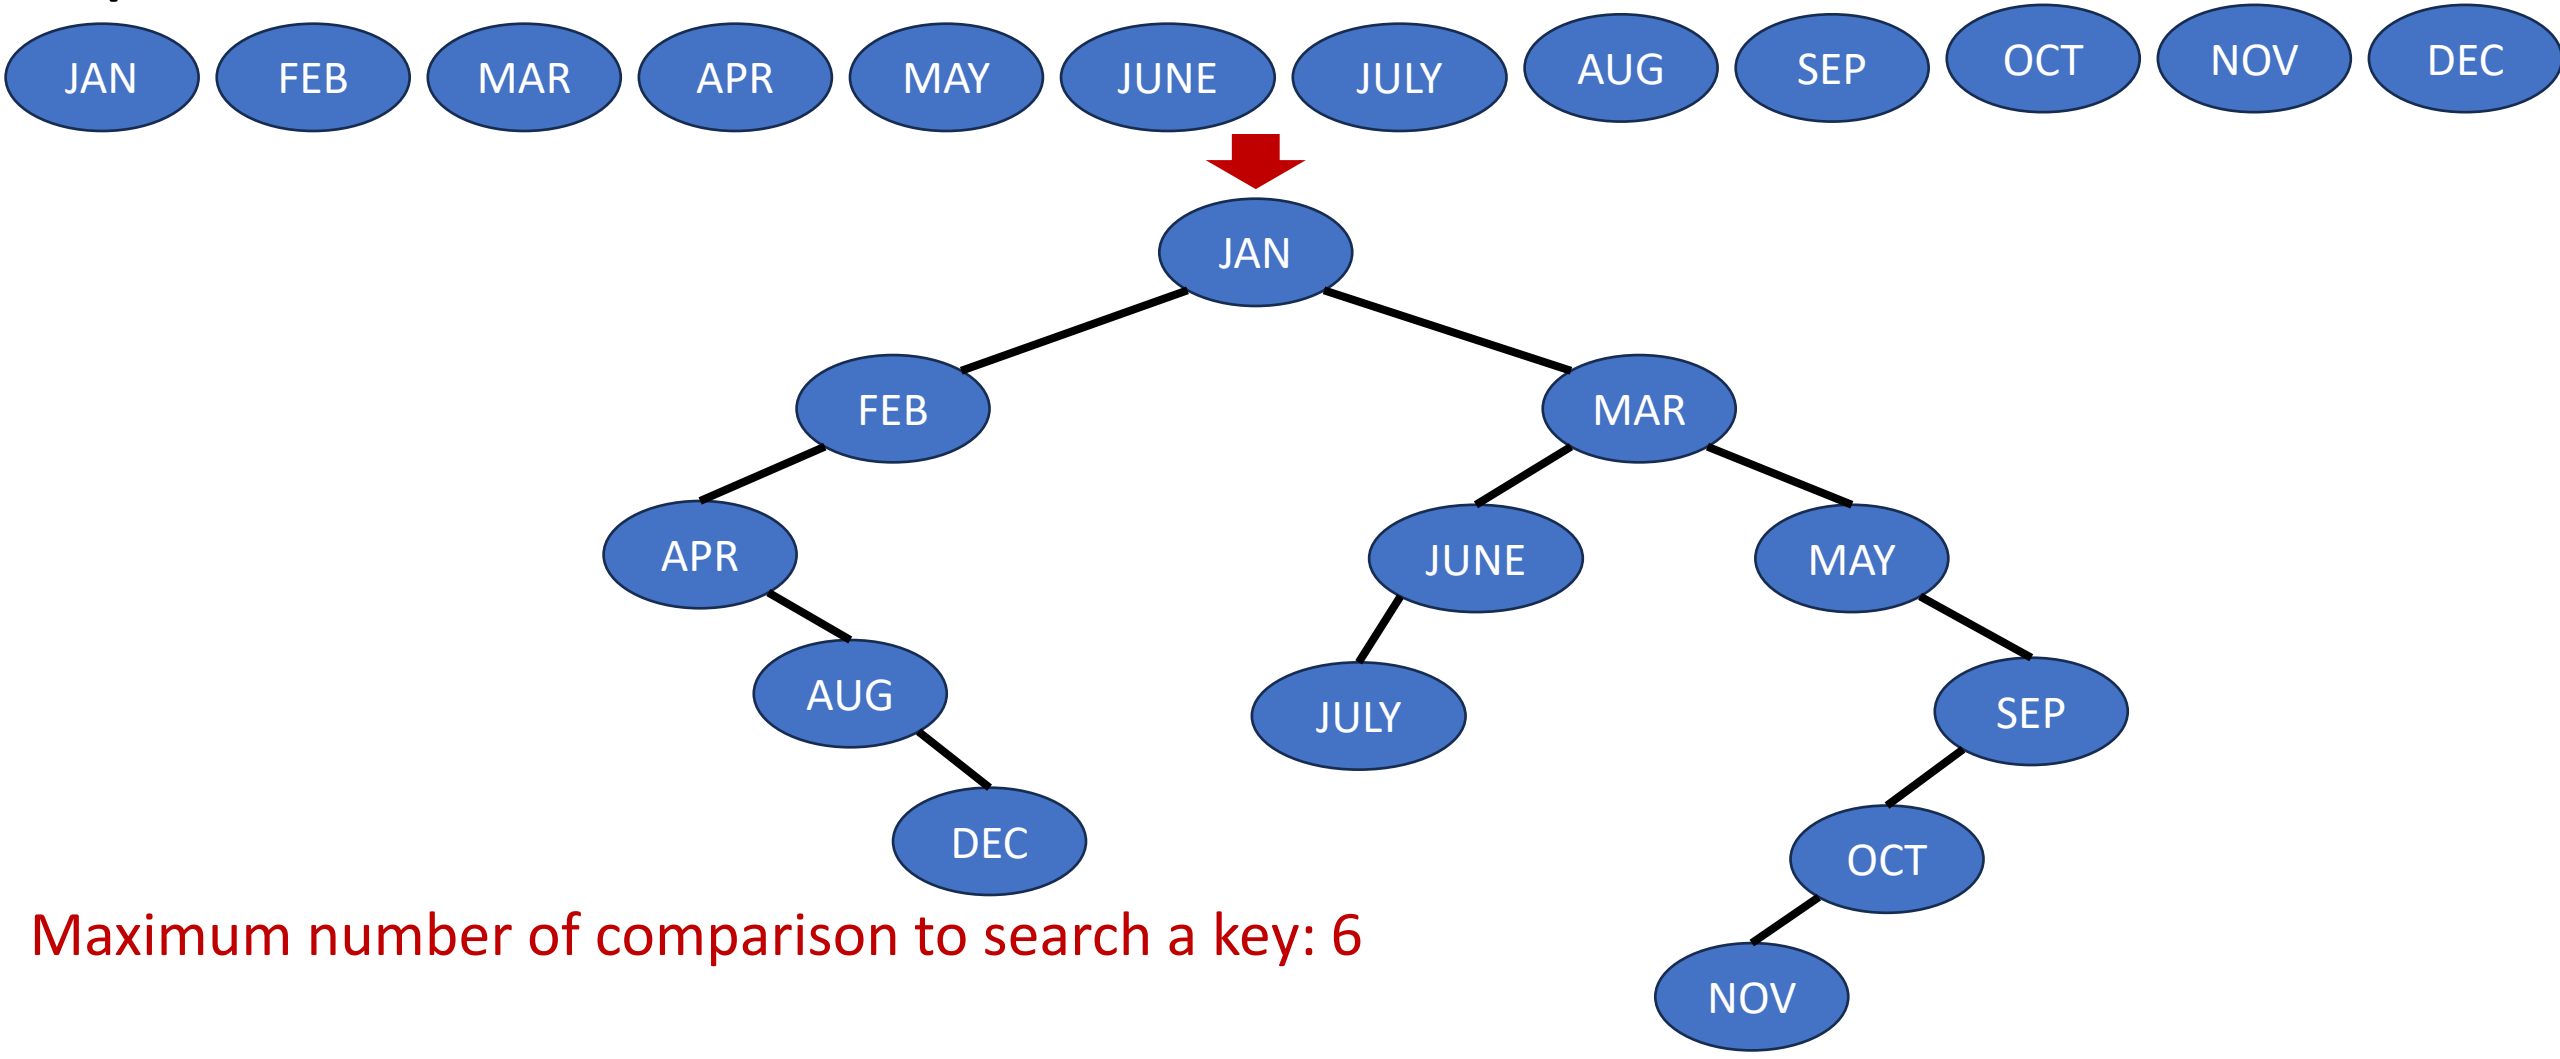 JAN FEB MAR APR MAY JUNE JULY AUG SEP OCT NOV DEC
JAN
FEB MAR
APR JUNE MAY
AUG JULY SEP
DEC OCT
Maximum number of comparison to search a key: 6
NOV